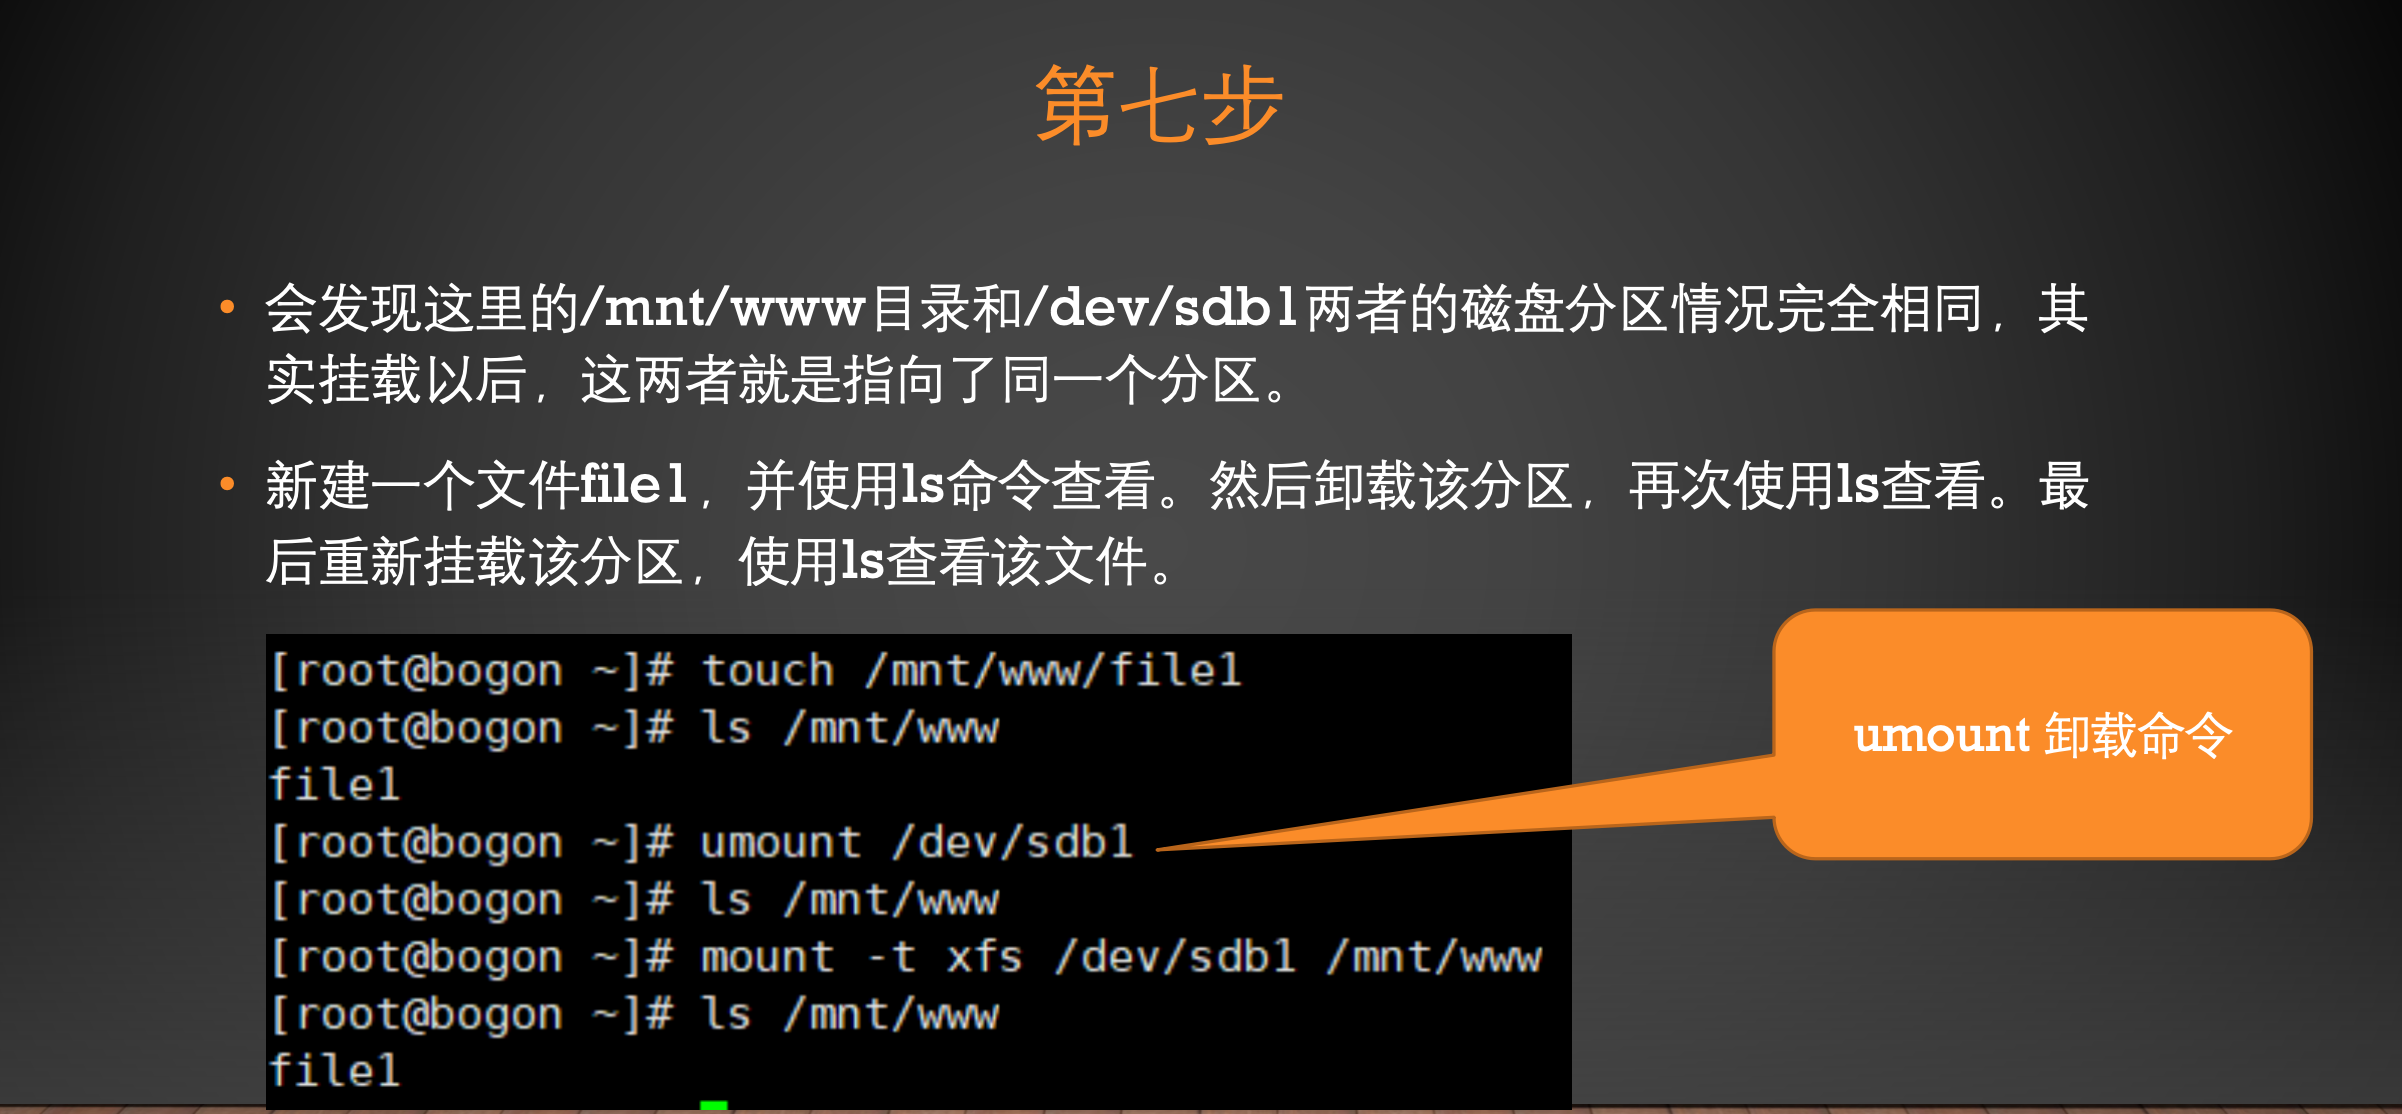 第七步
• 会发现这里的/mnt/www目录和/dev/sdb1两者的磁盘分区情况完全相同，其
实挂载以后，这两者就是指向了同一个分区。
• 新建一个文件file1，并使用ls命令查看。然后卸载该分区，再次使用ls查看。最
后重新挂载该分区，使用ls查看该文件。
[root@bogon ~]# touch /mnt/www/file1
[root@bogon ~]# ls /mnt/www
file1
[root@bogon ~]# umount /dev/sdb1
[root@bogon ~]# ls /mnt/www
[root@bogon ~]# mount -t xfs /dev/sdb1 /mnt/www
[root@bogon ~]# ls /mnt/www
file1
umount 卸载命令